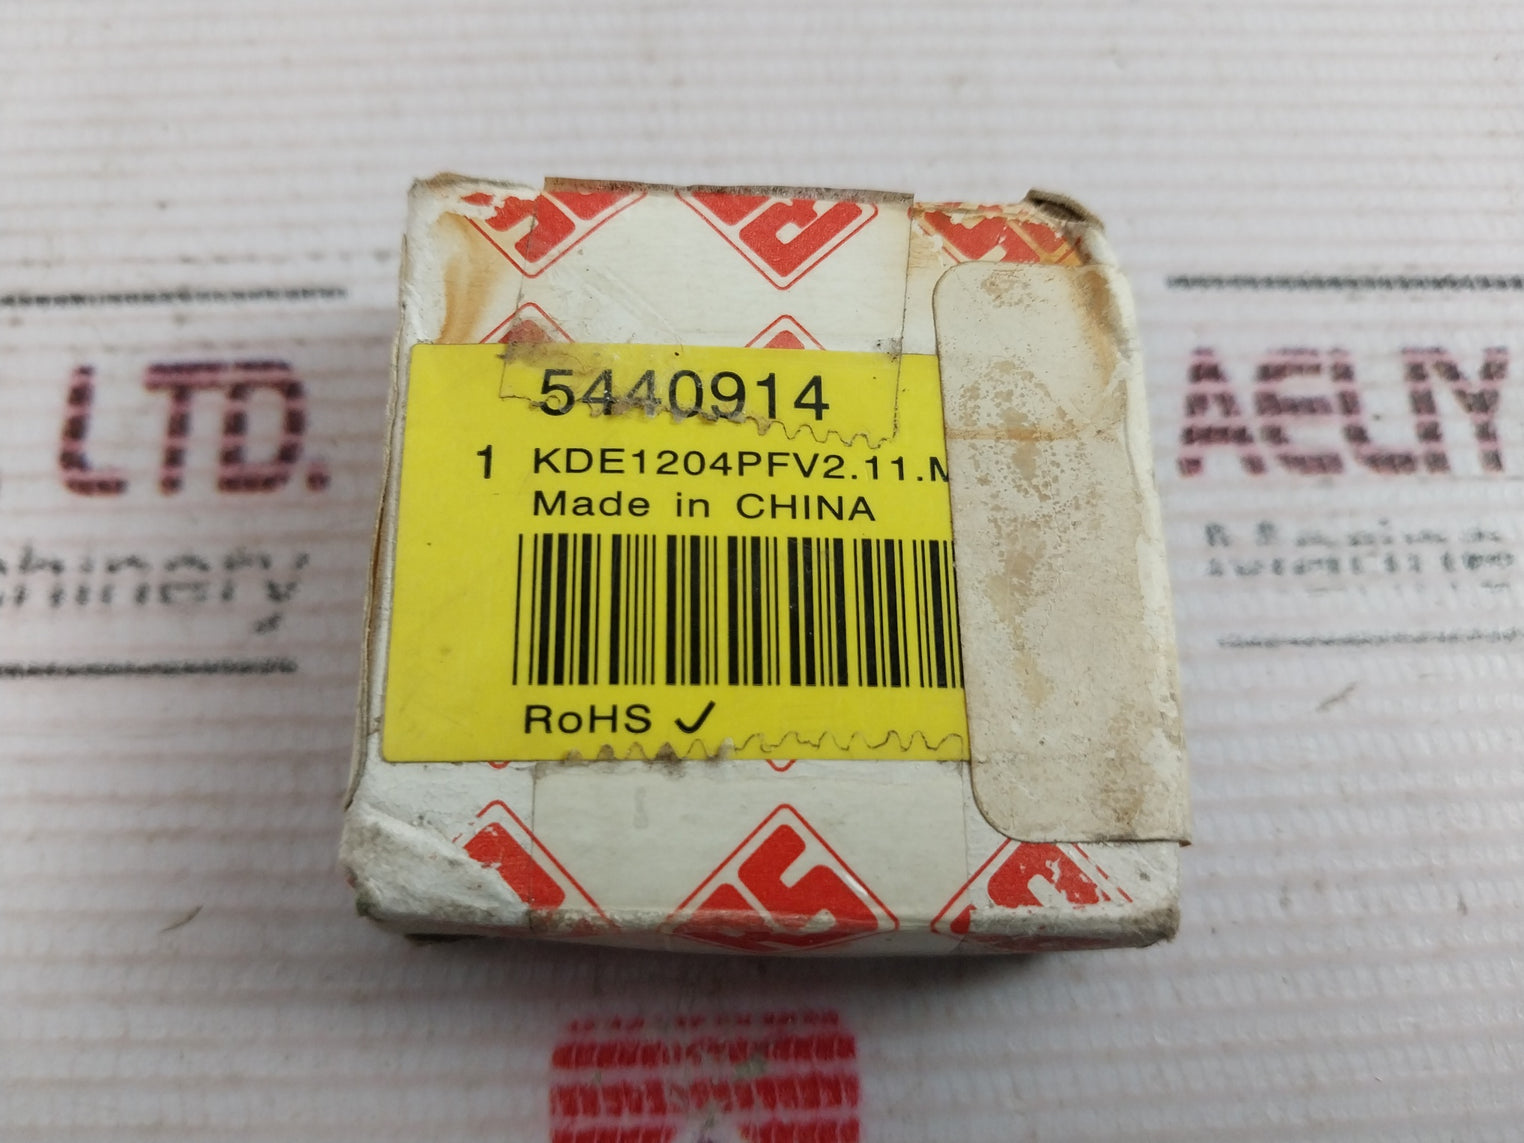 5440914
1 KDE1204PFV2.11.M
Made in CHINA
RoHS ✓
LTD.